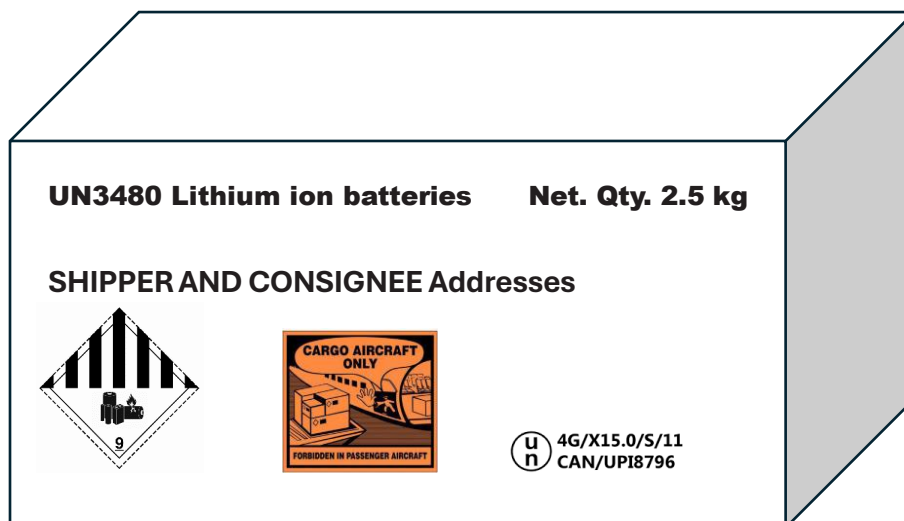 UN3480 Lithium ion batteries Net. Qty. 2.5 kg
SHIPPER AND CONSIGNEE Addresses
9
CARGO AIRCRAFT
ONLY
FORBIDDEN IN PASSENGER AIRCRAFT
un
4G/X15.0/S/11
CAN/UPI8796